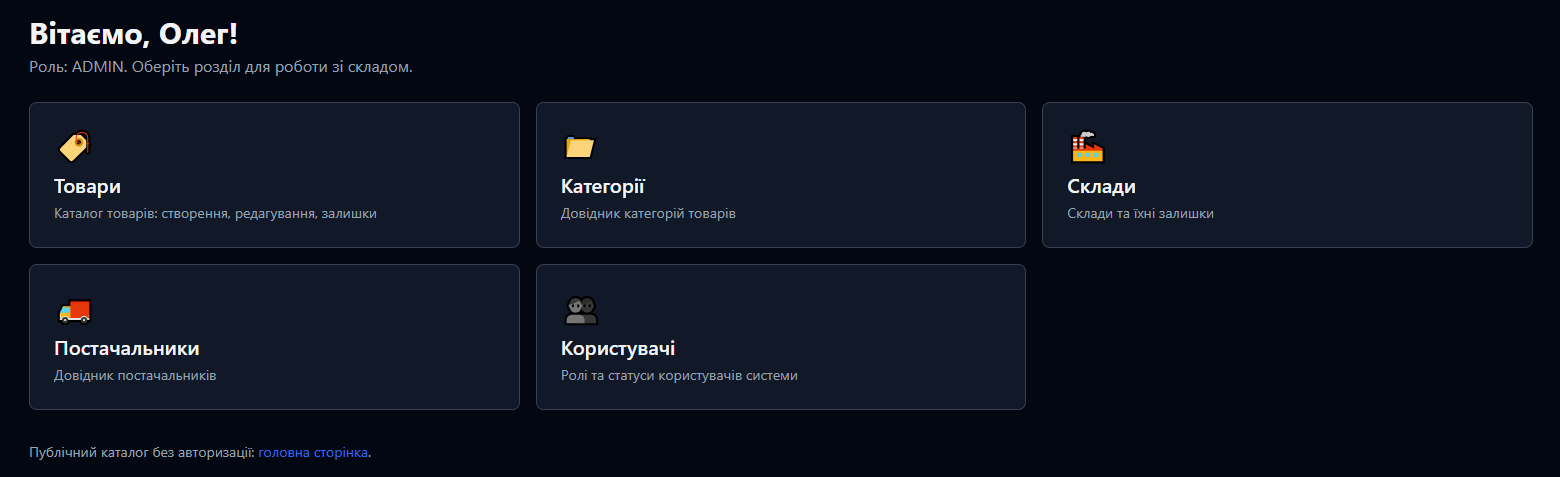 Вітаємо, Олег!
Роль: ADMIN. Оберіть розділ для роботи зі складом.
Товари
Каталог товарів: створення, редагування, залишки
Категорії
Довідник категорій товарів
Склади
Склади та їхні залишки
Постачальники
Довідник постачальників
Користувачі
Ролі та статуси користувачів системи
Публічний каталог без авторизації: головна сторінка.